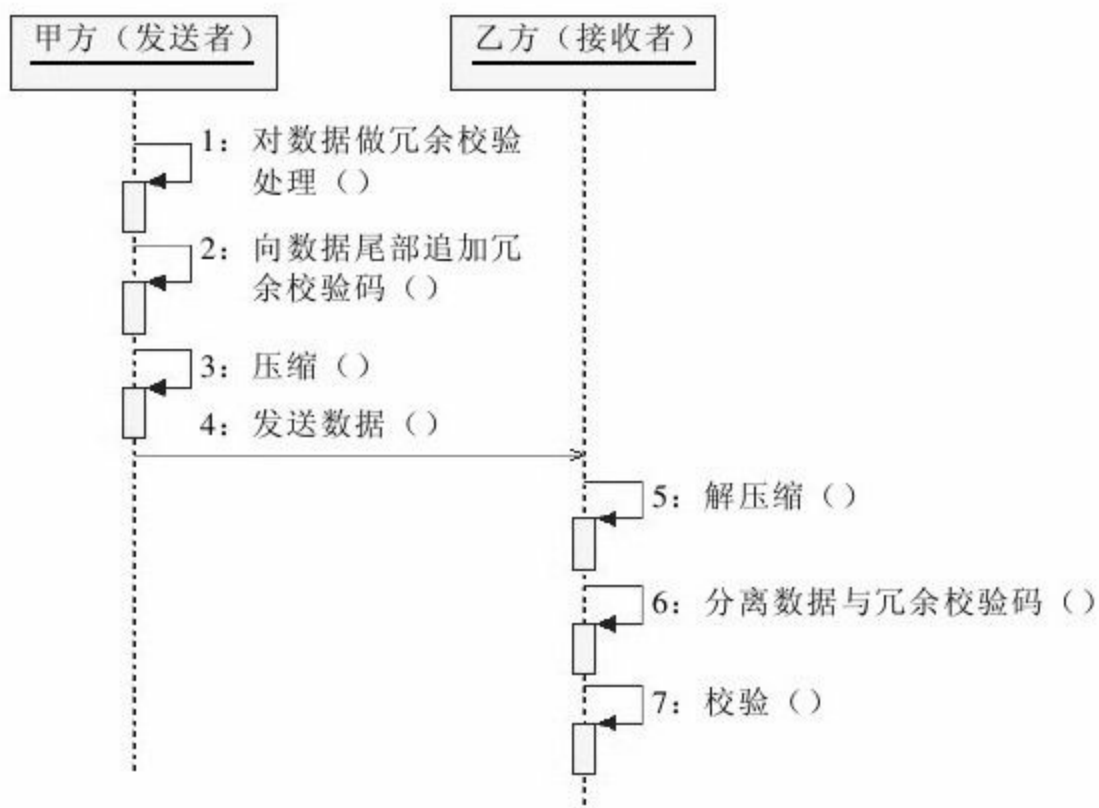 甲方（发送者）
乙方（接收者）
1：对数据做冗余校验
处理（）
2：向数据尾部追加冗
余校验码（）
3：压缩（）
4：发送数据（）
5：解压缩（）
6：分离数据与冗余校验码（）
7：校验（）